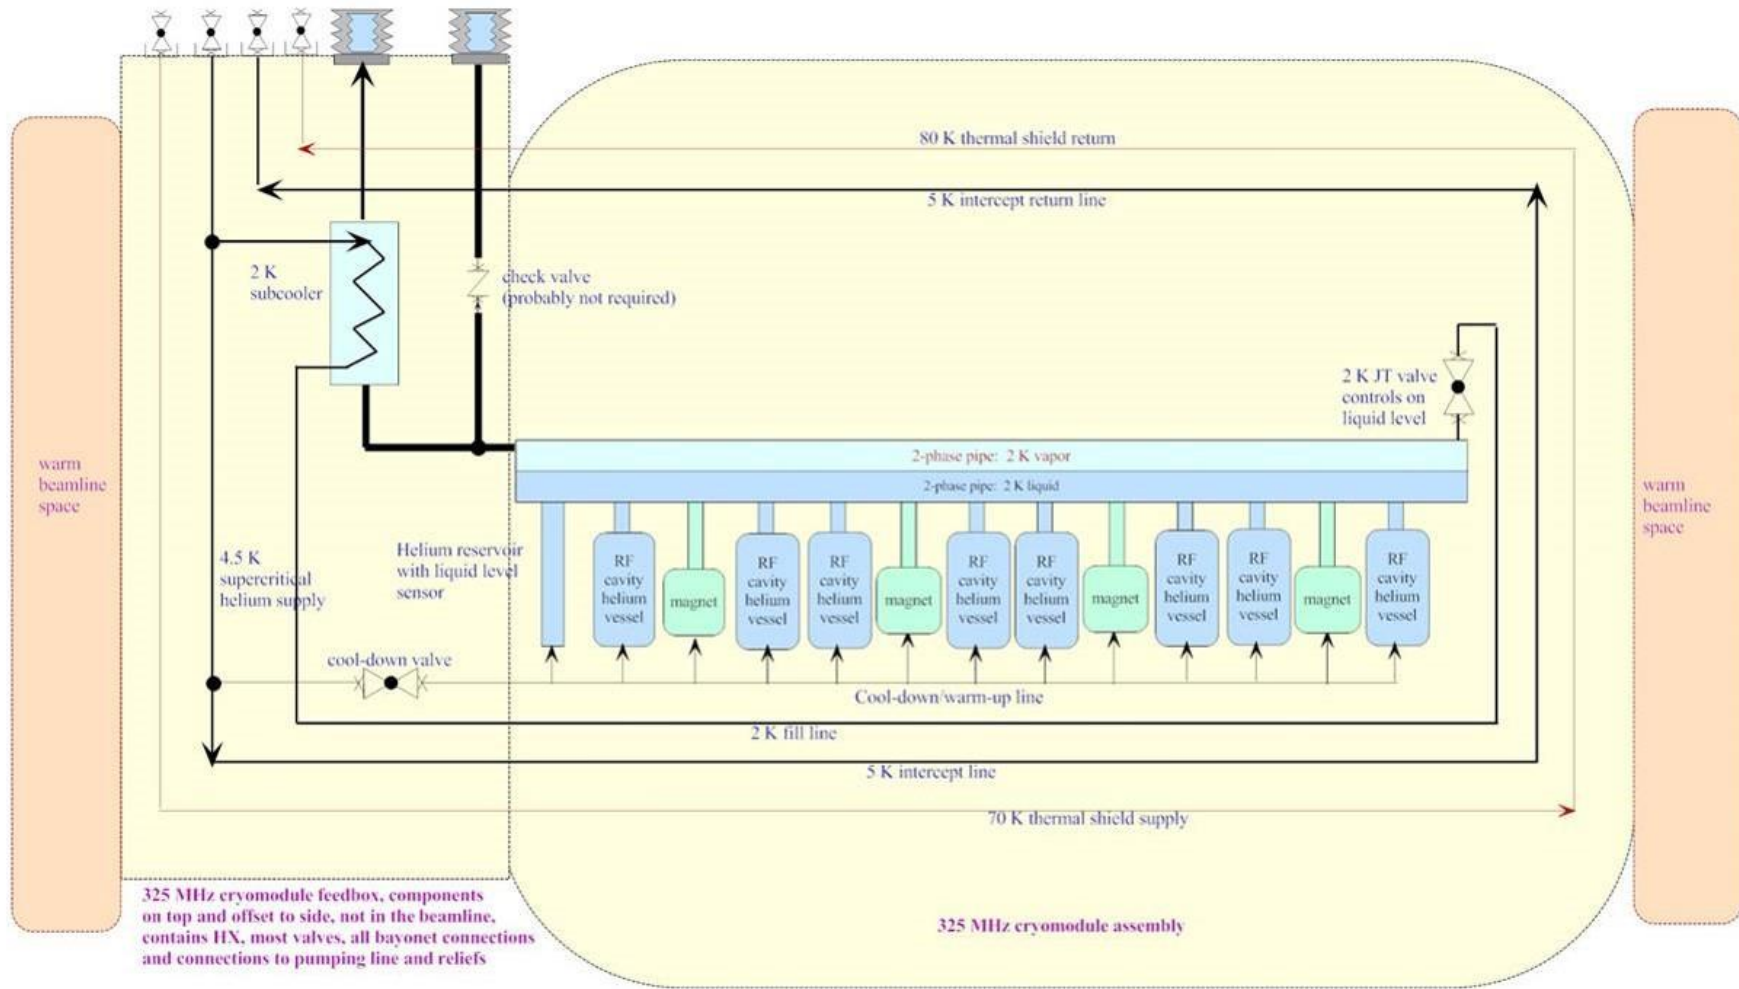 80 K thermal shield return
5 K intercept return line
2 K
subcooler
check valve
(probably not required)
2 K JT valve
controls on
liquid level
2-phase pipe: 2 K vapor
2-phase pipe: 2 K liquid
warm
beamline
space
warm
beamline
space
4.5 K
supercritical
helium supply
Helium reservoir
with liquid level
sensor
RF
cavity
helium
vessel
magnet
RF
cavity
helium
vessel
RF
cavity
helium
vessel
magnet
RF
cavity
helium
vessel
RF
cavity
helium
vessel
magnet
RF
cavity
helium
vessel
RF
cavity
helium
vessel
magnet
RF
cavity
helium
vessel
cool-down valve
Cool-down/warm-up line
2 K fill line
5 K intercept line
70 K thermal shield supply
325 MHz cryomodule feedbox, components
on top and offset to side, not in the beamline,
contains HX, most valves, all bayonet connections
and connections to pumping line and reliefs
325 MHz cryomodule assembly